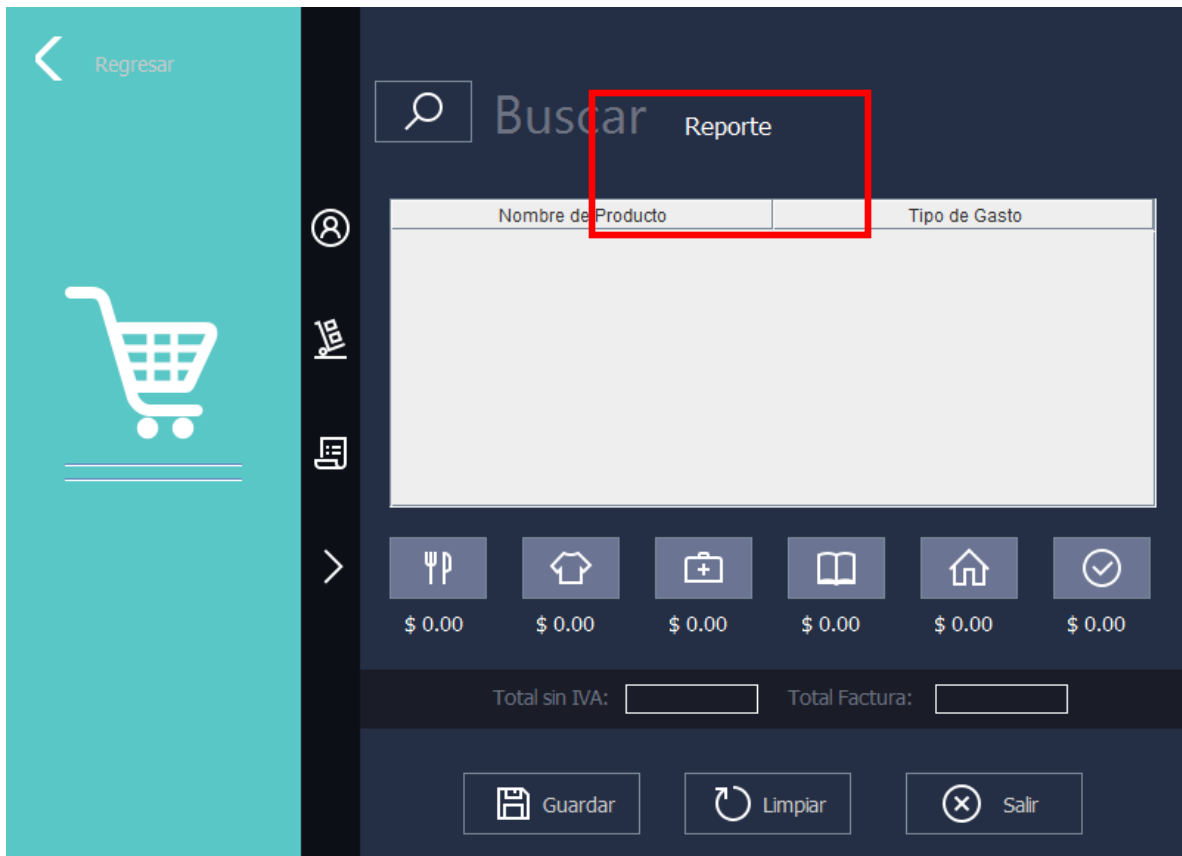 Regresar
Buscar
Reporte
Nombre de Producto Tipo de Gasto
$ 0.00 $ 0.00 $ 0.00 $ 0.00 $ 0.00 $ 0.00
Total sin IVA: Total Factura:
Guardar Limpiar Salir